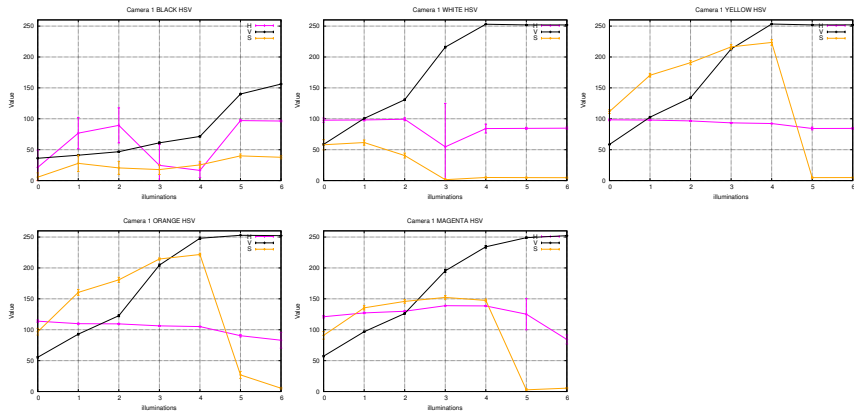 Camera 1 BLACK HSV
H
V
S
250
200
150
100
50
0
Value
0 1 2 3 4 5 6
illuminations
Camera 1 WHITE HSV
H
V
S
250
200
150
100
50
0
Value
0 1 2 3 4 5 6
illuminations
Camera 1 YELLOW HSV
H
V
S
250
200
150
100
50
0
Value
0 1 2 3 4 5 6
illuminations
Camera 1 ORANGE HSV
H
V
S
250
200
150
100
50
0
Value
0 1 2 3 4 5 6
illuminations
Camera 1 MAGENTA HSV
H
V
S
250
200
150
100
50
0
Value
0 1 2 3 4 5 6
illuminations